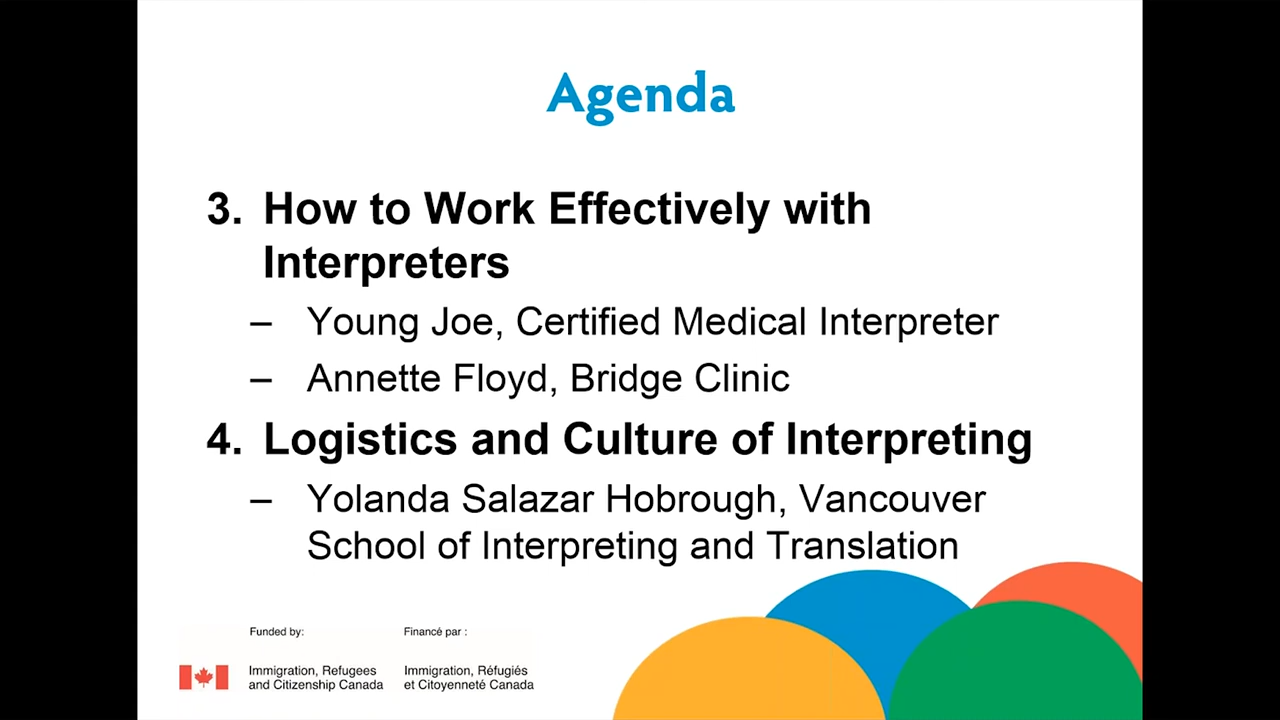 Agenda
3. How to Work Effectively with
Interpreters
– Young Joe, Certified Medical Interpreter
– Annette Floyd, Bridge Clinic
4. Logistics and Culture of Interpreting
– Yolanda Salazar Hobrough, Vancouver
School of Interpreting and Translation
Funded by:
Immigration, Refugees
and Citizenship Canada
Financé par :
Immigration, Réfugiés
et Citoyenneté Canada